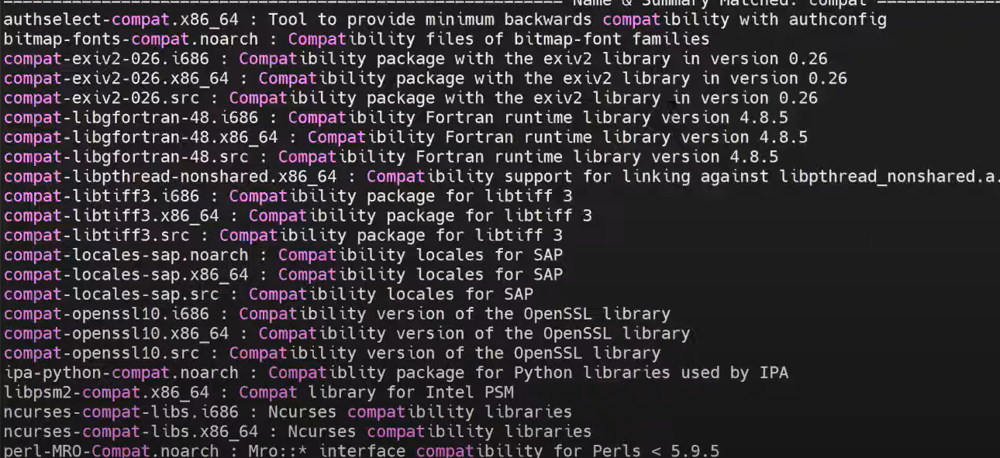 Name & Summary Matched: compat
authselect-compat.x86_64 : Tool to provide minimum backwards compatibility with authconfig
bitmap-fonts-compat.noarch : Compatibility files of bitmap-font families
compat-exiv2-026.i686 : Compatibility package with the exiv2 library in version 0.26
compat-exiv2-026.x86_64 : Compatibility package with the exiv2 library in version 0.26
compat-exiv2-026.src : Compatibility package with the exiv2 library in version 0.26
compat-libgfortran-48.i686 : Compatibility Fortran runtime library version 4.8.5
compat-libgfortran-48.x86_64 : Compatibility Fortran runtime library version 4.8.5
compat-libgfortran-48.src : Compatibility Fortran runtime library version 4.8.5
compat-libpthread-nonshared.x86_64 : Compatibility support for linking against libpthread_nonshared.a.
compat-libtiff3.i686 : Compatibility package for libtiff 3
compat-libtiff3.x86_64 : Compatibility package for libtiff 3
compat-libtiff3.src : Compatibility package for libtiff 3
compat-locales-sap.noarch : Compatibility locales for SAP
compat-locales-sap.x86_64 : Compatibility locales for SAP
compat-locales-sap.src : Compatibility locales for SAP
compat-openssl10.i686 : Compatibility version of the OpenSSL library
compat-openssl10.x86_64 : Compatibility version of the OpenSSL library
compat-openssl10.src : Compatibility version of the OpenSSL library
ipa-python-compat.noarch : Compatiblity package for Python libraries used by IPA
libpsm2-compat.x86_64 : Compat library for Intel PSM
ncurses-compat-libs.i686 : Ncurses compatibility libraries
ncurses-compat-libs.x86_64 : Ncurses compatibility libraries
perl-MRO-Compat.noarch : Mro::* interface compatibility for Perls < 5.9.5